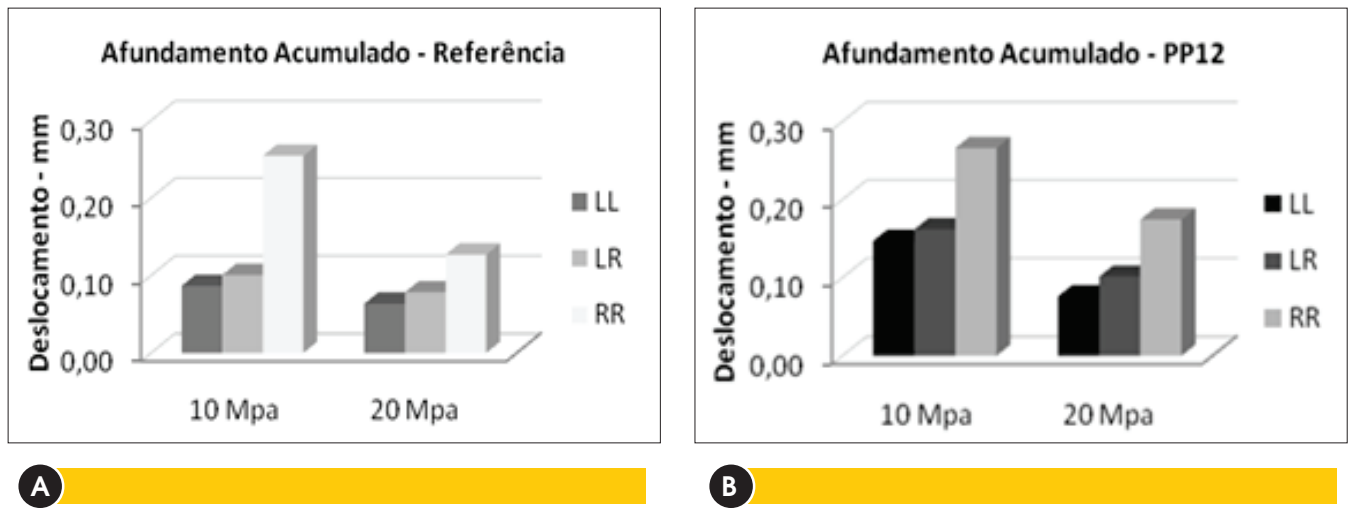 Afundamento Acumulado - Referência
Deslocamento - mm
0,30
0,20
0,10
0,00
10 Mpa
20 Mpa
LL
LR
RR
A
Afundamento Acumulado - PP12
Deslocamento - mm
0,30
0,20
0,10
0,00
10 Mpa
20 Mpa
LL
LR
RR
B